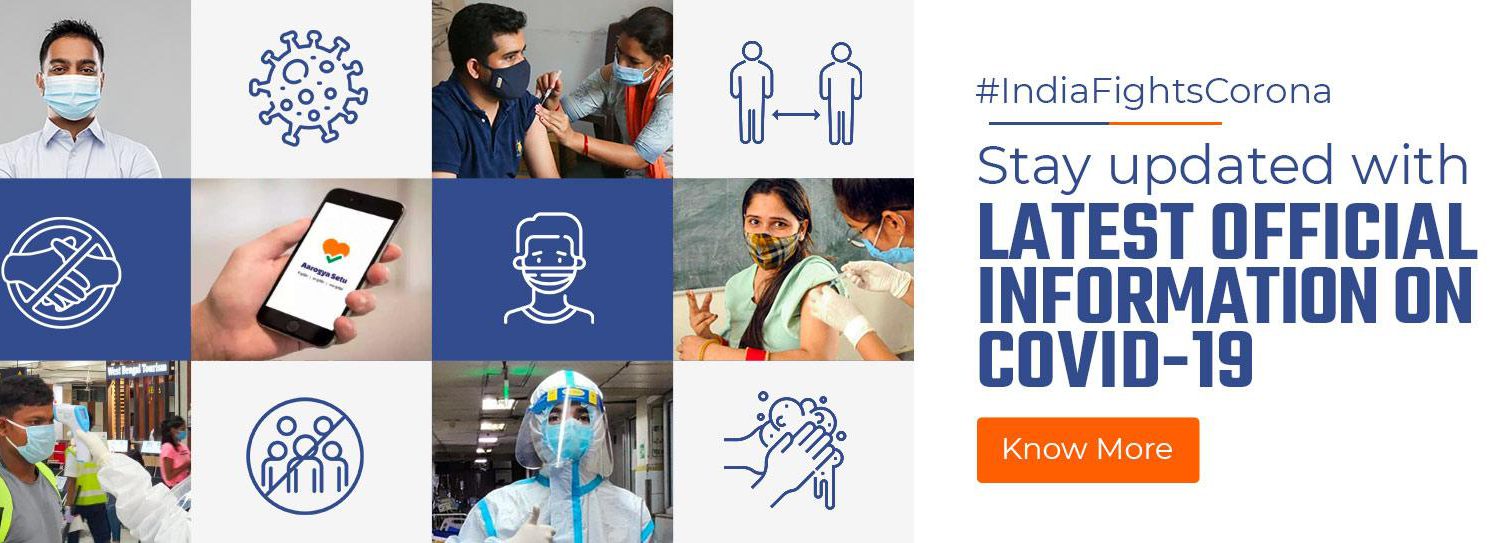 #IndiaFightsCorona
Stay updated with
LATEST OFFICIAL
INFORMATION ON
COVID-19
Know More
Aarogya Setu
West Bengal Tourism